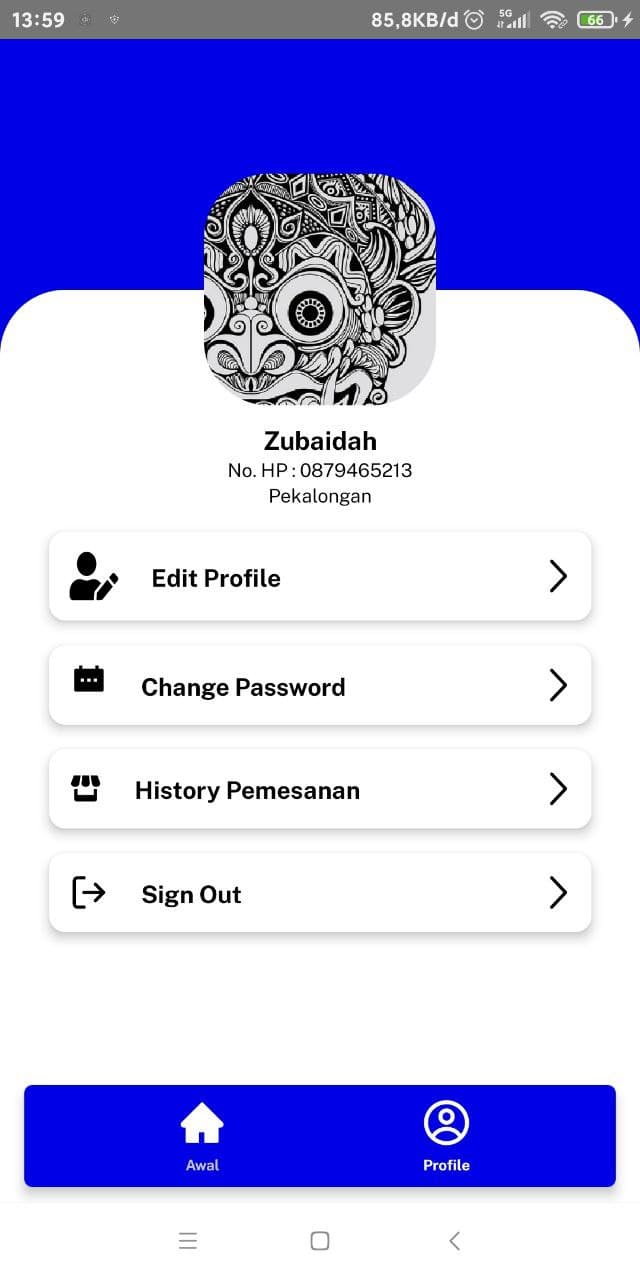 13:59
85,8KB/d
5G
66
Zubaidah
No. HP : 0879465213
Pekalongan
Edit Profile
Change Password
History Pemesanan
Sign Out
Awal
Profile